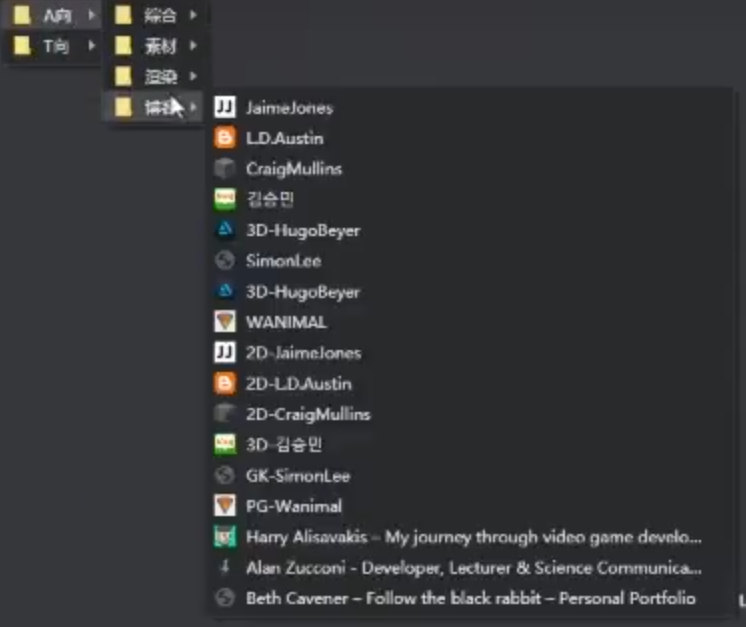 A向
T向
综合
素材
渲染
JaimeJones
L.D.Austin
CraigMullins
김승민
3D-HugoBeyer
SimonLee
3D-HugoBeyer
WANIMAL
2D-JaimeJones
2D-L.D.Austin
2D-CraigMullins
3D-김승민
GK-SimonLee
PG-Wanimal
Harry Alisavakis – My journey through video game develo...
Alan Zucconi - Developer, Lecturer & Science Communica...
Beth Cavener – Follow the black rabbit – Personal Portfolio